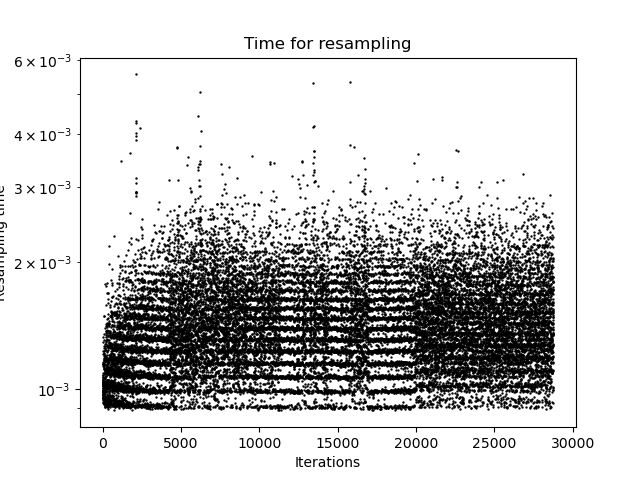 Time for resampling
6 × 10⁻³
4 × 10⁻³
3 × 10⁻³
2 × 10⁻³
10⁻³
Resampling time
0 5000 10000 15000 20000 25000 30000
Iterations